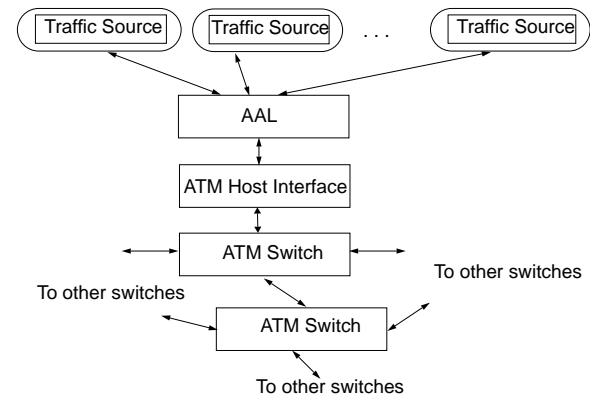 Traffic Source
Traffic Source
. . .
Traffic Source
AAL
ATM Host Interface
ATM Switch
To other switches
To other switches
ATM Switch
To other switches